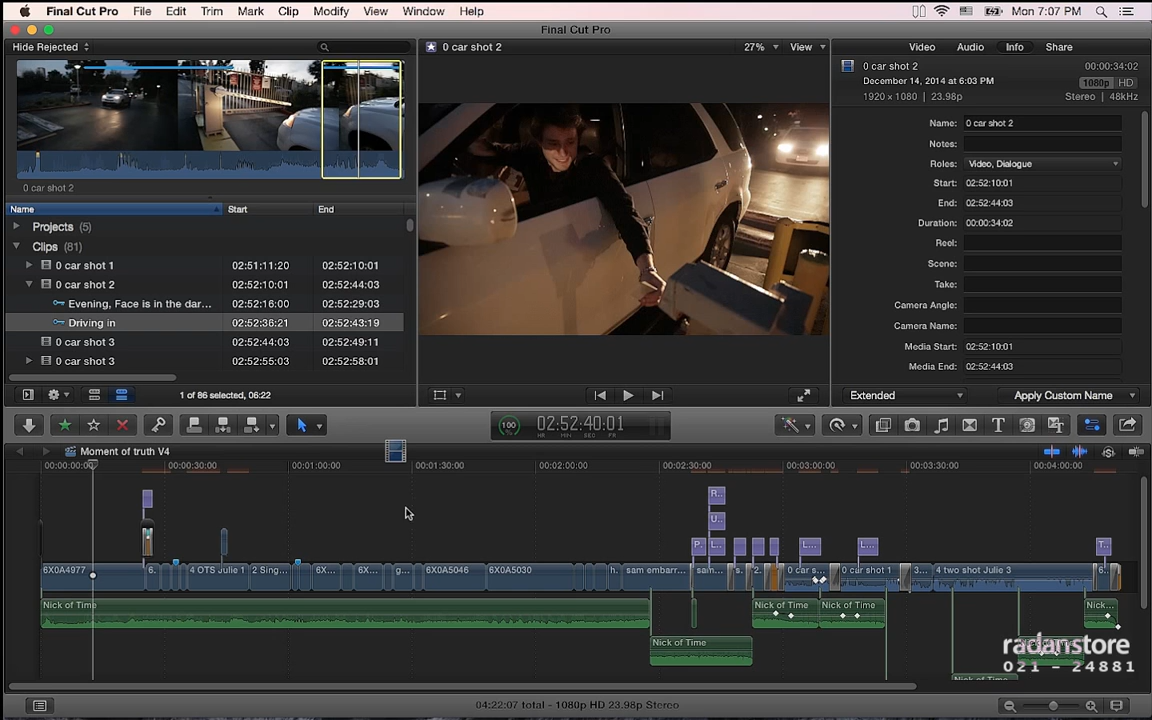 Final Cut Pro File Edit Trim Mark Clip Modify View Window Help Mon 7:07 PM
Final Cut Pro
Hide Rejected
0 car shot 2 27% View
Video Audio Info Share
0 car shot 2 00:00:34:02
December 14, 2014 at 6:03 PM 1080p HD
1920 x 1080 | 23.98p Stereo | 48kHz
Name: 0 car shot 2
Notes:
Roles: Video, Dialogue
Start: 02:52:10:01
End: 02:52:44:03
Duration: 00:00:34:02
Reel:
Scene:
Take:
Camera Angle:
Camera Name:
Media Start: 02:52:10:01
Media End: 02:52:44:03
Extended Apply Custom Name
0 car shot 2
Name Start End
Projects (5)
Clips (81)
0 car shot 1 02:51:11:20 02:52:10:01
0 car shot 2 02:52:10:01 02:52:44:03
Evening, Face is in the dar... 02:52:16:00 02:52:29:03
Driving in 02:52:36:21 02:52:43:19
0 car shot 3 02:52:44:03 02:52:49:11
0 car shot 3 02:52:55:03 02:52:58:01
1 of 86 selected, 06:22
100 02:52:40:01
HR MIN SEC FR
Moment of truth V4
00:00:00:00 00:00:30:00 00:01:00:00 00:01:30:00 00:02:00:00 00:02:30:00 00:03:00:00 00:03:30:00 00:04:00:00
R...
U...
P... L... L... L... T...
6X0A4977 6. 4 OTS Julie 1 2 Sing... 6X... 6X... g... 6X0A5046 6X0A5030 h. sam embarr... sam... s. 2. 0 car s... 0 car shot 1 3... 4 two shot Julie 3 6.
Nick of Time Nick of Time Nick of Time Nick...
Nick of Time
radanstore
021 - 24881
04:22:07 total - 1080p HD 23.98p Stereo